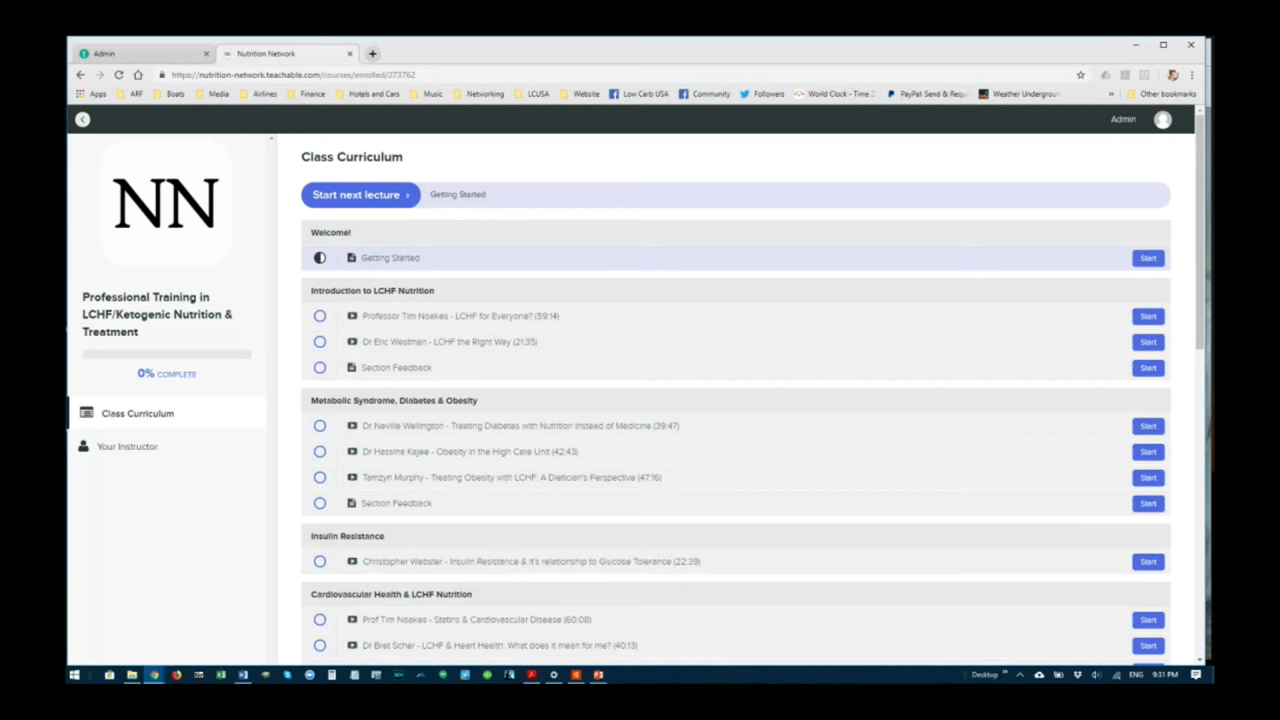 Admin
Nutrition Network
https://nutrition-network.teachable.com/courses/enrolled/273762
Apps ARF Boats Media Airlines Finance Hotels and Cars Music Networking LCUSA Website Low Carb USA Community Followers World Clock - Time Z PayPal: Send & Requ Weather Undergroun » Other bookmarks
Admin
NN
Professional Training in
LCHF/Ketogenic Nutrition &
Treatment
0% COMPLETE
Class Curriculum
Your Instructor
Class Curriculum
Start next lecture › Getting Started
Welcome!
Getting Started Start
Introduction to LCHF Nutrition
Professor Tim Noakes - LCHF for Everyone? (59:14) Start
Dr Eric Westman - LCHF the Right Way (21:35) Start
Section Feedback Start
Metabolic Syndrome, Diabetes & Obesity
Dr Neville Wellington - Treating Diabetes with Nutrition Instead of Medicine (39:47) Start
Dr Hassina Kajee - Obesity in the High Care Unit (42:43) Start
Tamzyn Murphy - Treating Obesity with LCHF: A Dietician's Perspective (47:16) Start
Section Feedback Start
Insulin Resistance
Christopher Webster - Insulin Resistance & it's relationship to Glucose Tolerance (22:39) Start
Cardiovascular Health & LCHF Nutrition
Prof Tim Noakes - Statins & Cardiovascular Disease (60:08) Start
Dr Bret Scher - LCHF & Heart Health: What does it mean for me? (40:13) Start
Desktop » ENG 9:31 PM